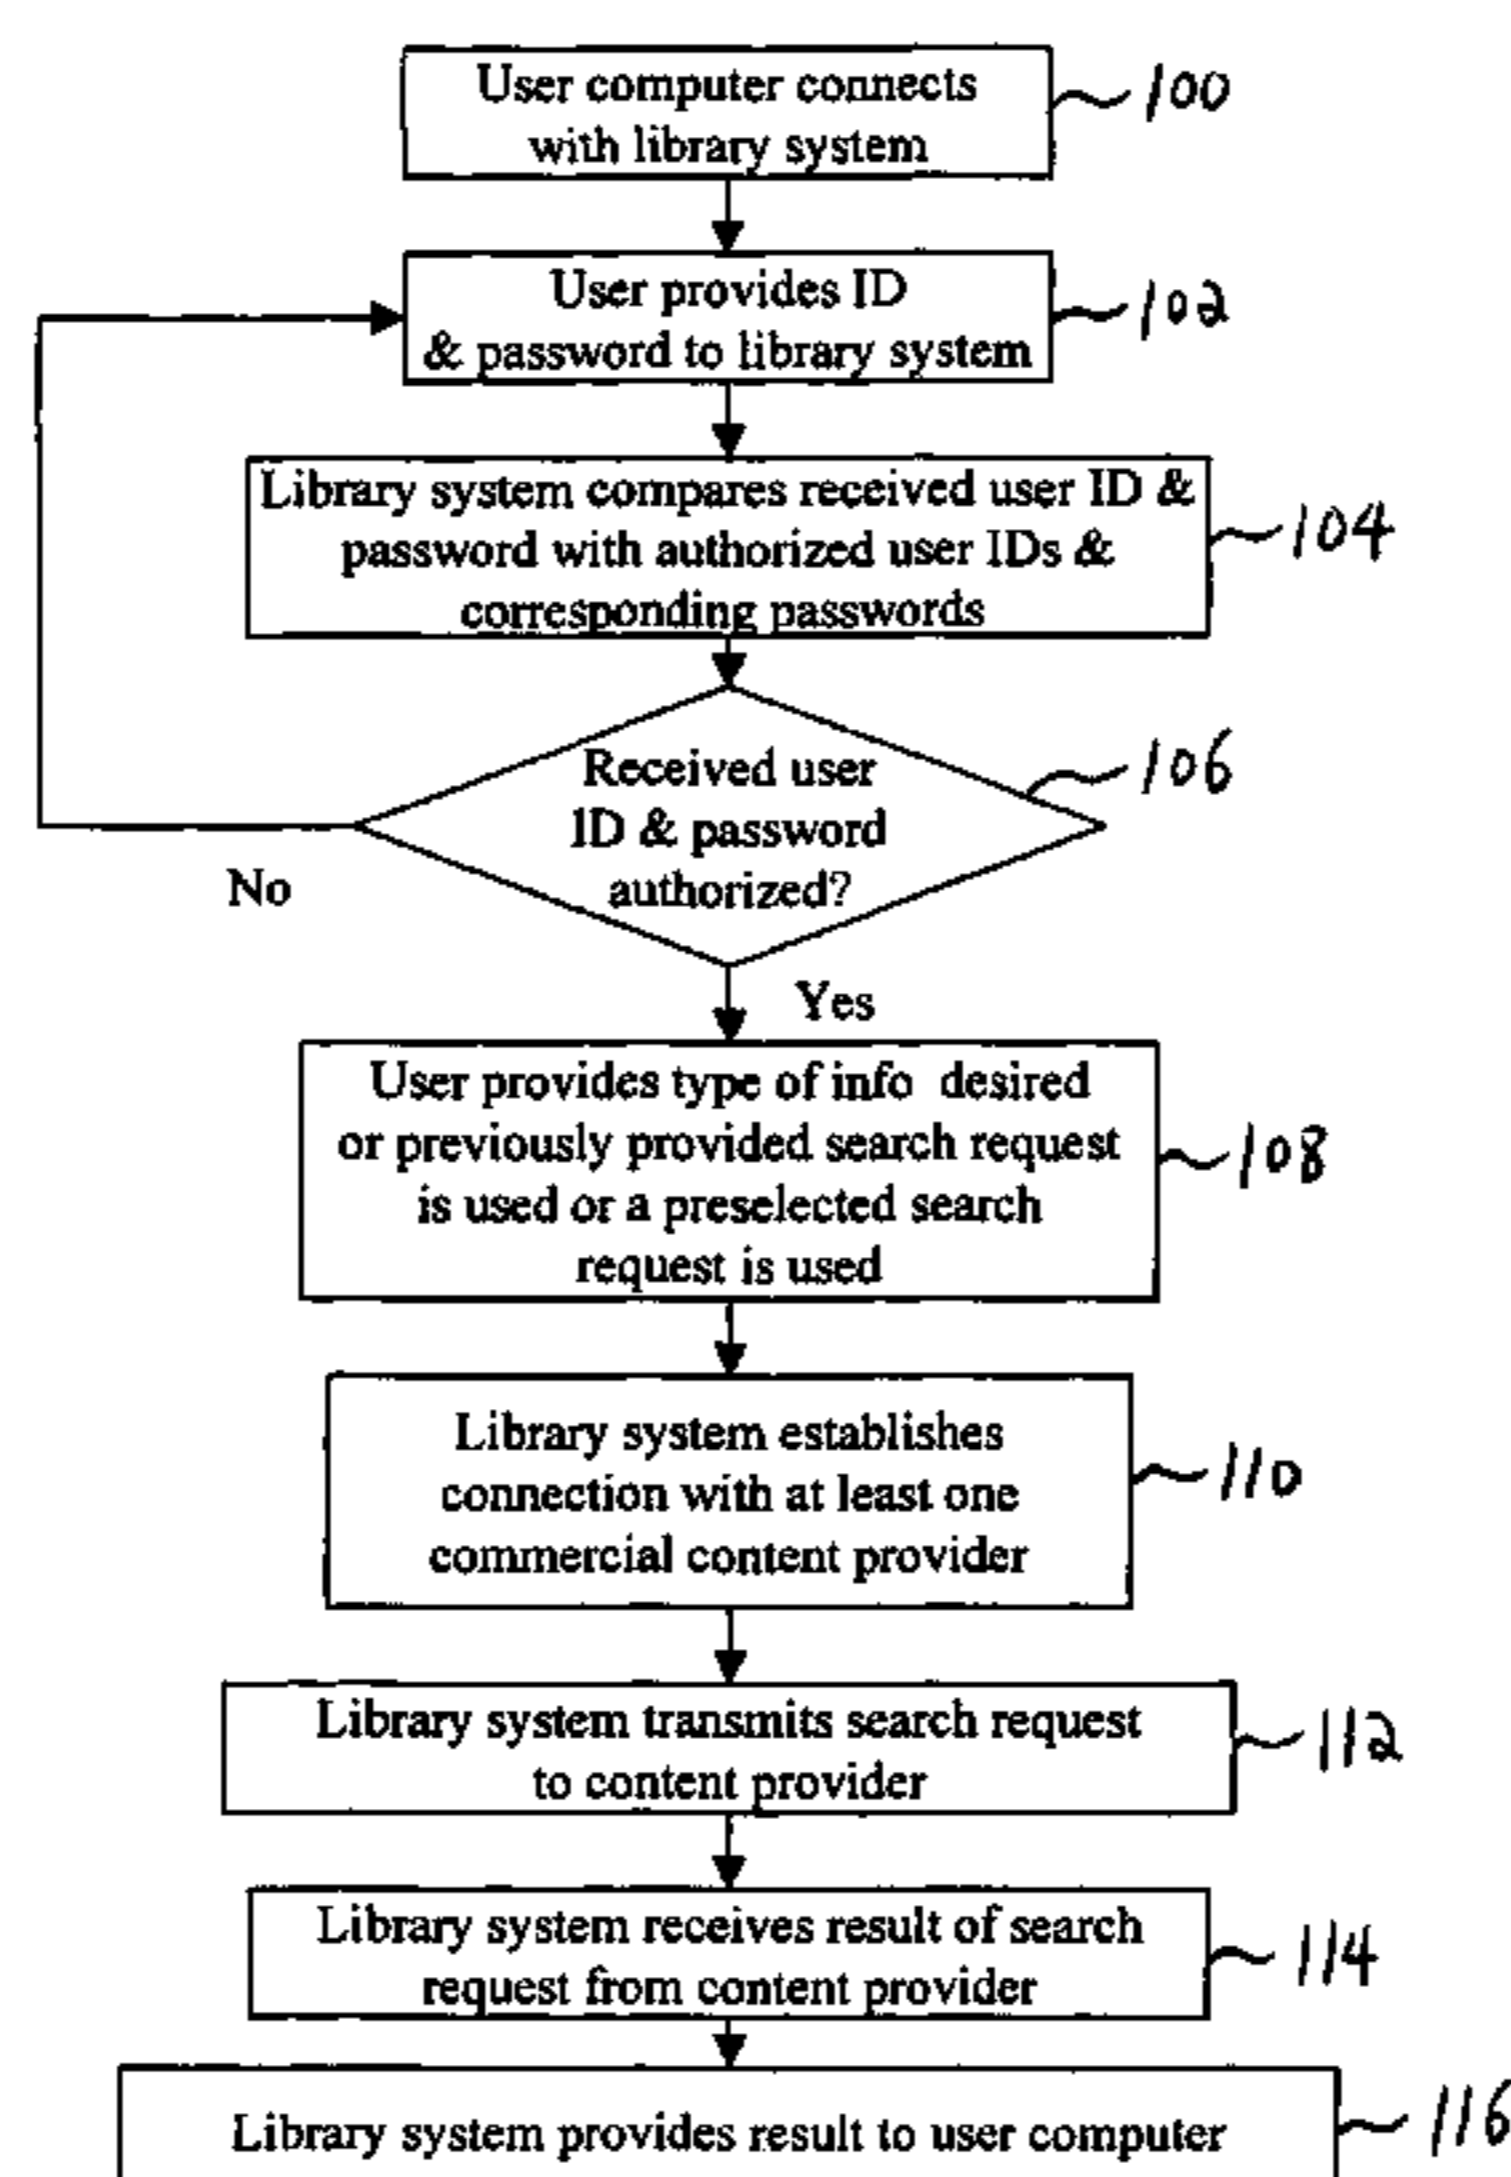 User computer connects
with library system
100
User provides ID
& password to library system
102
Library system compares received user ID &
password with authorized user IDs &
corresponding passwords
104
Received user
ID & password
authorized?
106
No
Yes
User provides type of info desired
or previously provided search request
is used or a preselected search
request is used
108
Library system establishes
connection with at least one
commercial content provider
110
Library system transmits search request
to content provider
112
Library system receives result of search
request from content provider
114
Library system provides result to user computer
116